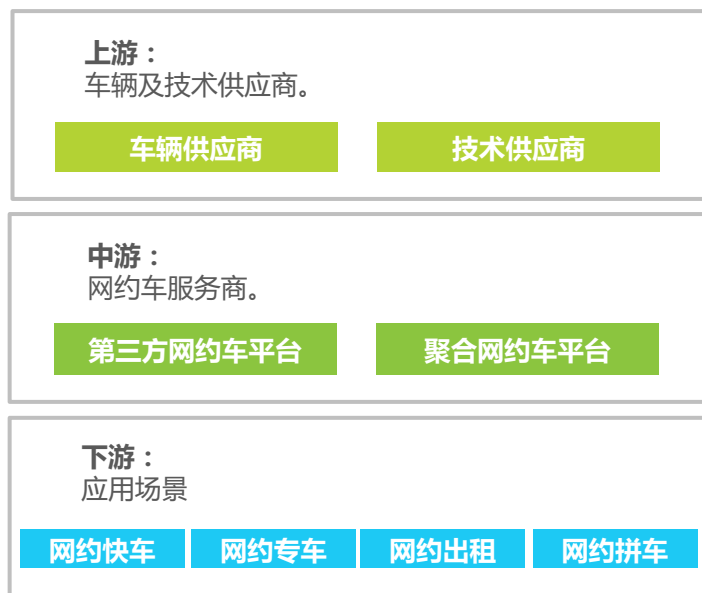 上游：
车辆及技术供应商。
车辆供应商 技术供应商
中游：
网约车服务商。
第三方网约车平台 聚合网约车平台
下游：
应用场景
网约快车 网约专车 网约出租 网约拼车